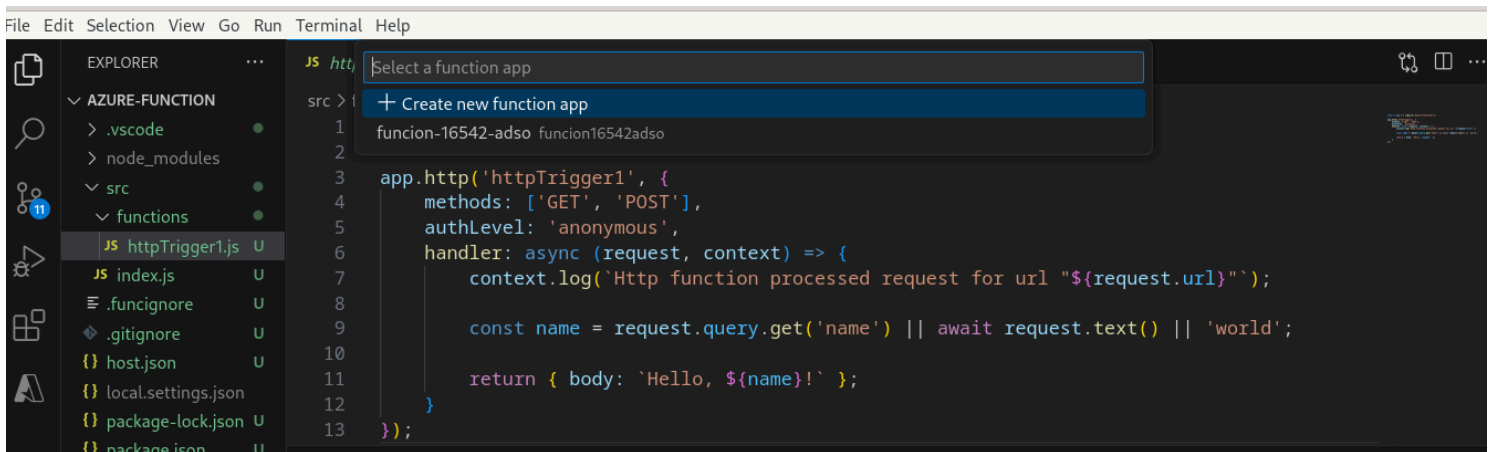 File Edit Selection View Go Run Terminal Help
EXPLORER ...
AZURE-FUNCTION
.vscode
node_modules
src
functions
JS httpTrigger1.js U
JS index.js U
.funcignore U
.gitignore U
{} host.json U
{} local.settings.json
{} package-lock.json U
{} package.json U
11
JS htt
Select a function app
+ Create new function app
funcion-16542-adso funcion16542adso
src > f
1
2
3 app.http('httpTrigger1', {
4 methods: ['GET', 'POST'],
5 authLevel: 'anonymous',
6 handler: async (request, context) => {
7 context.log(`Http function processed request for url "${request.url}"`);
8
9 const name = request.query.get('name') || await request.text() || 'world';
10
11 return { body: `Hello, ${name}!` };
12 }
13 });